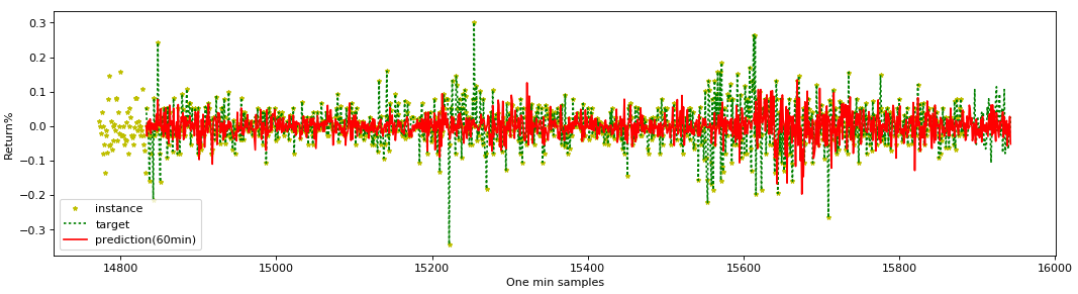 0.3
0.2
0.1
0.0
−0.1
−0.2
−0.3
Return%
instance
target
prediction(60min)
14800 15000 15200 15400 15600 15800 16000
One min samples